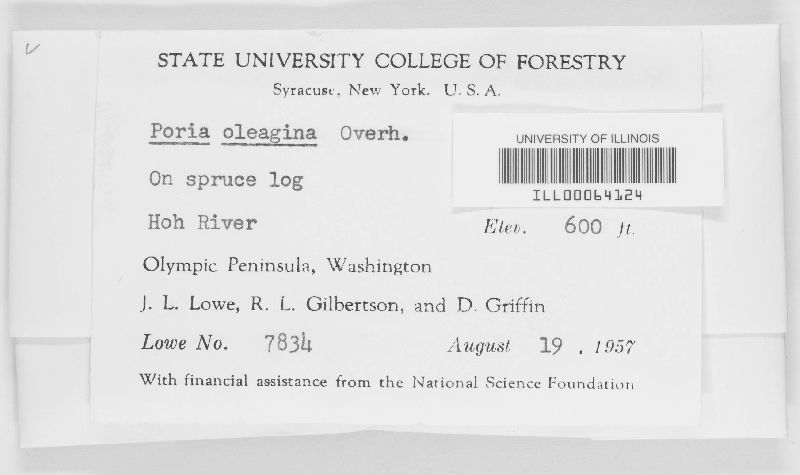 STATE UNIVERSITY COLLEGE OF FORESTRY
Syracuse, New York. U. S. A.
Poria oleagina Overh.
UNIVERSITY OF ILLINOIS
ILL00064124
On spruce log
Hoh River Elev. 600 ft.
Olympic Peninsula, Washington
J. L. Lowe, R. L. Gilbertson, and D. Griffin
Lowe No. 7834 August 19 , 1957
With financial assistance from the National Science Foundation